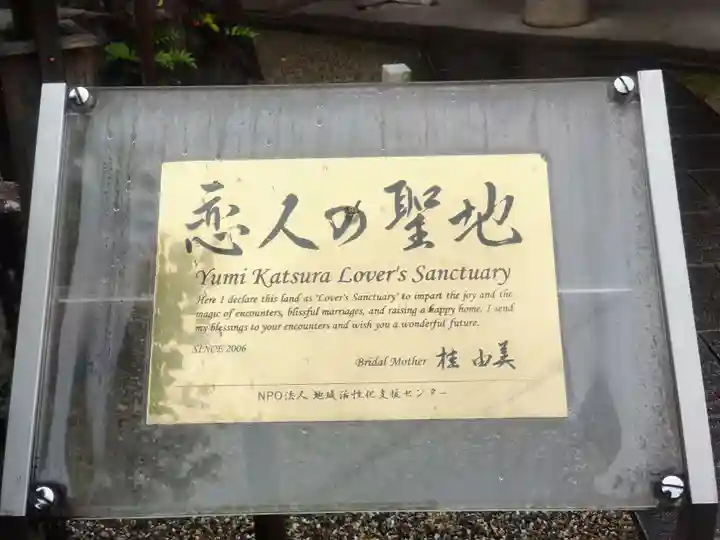 恋人の聖地
Yumi Katsura Lover's Sanctuary
Here I declare this land as 'Lover's Sanctuary' to impart the joy and the
magic of encounters, blissful marriages, and raising a happy home. I send
my blessings to your encounters and wish you a wonderful future.
SINCE 2006
Bridal Mother 桂由美
NPO法人 地域活性化支援センター